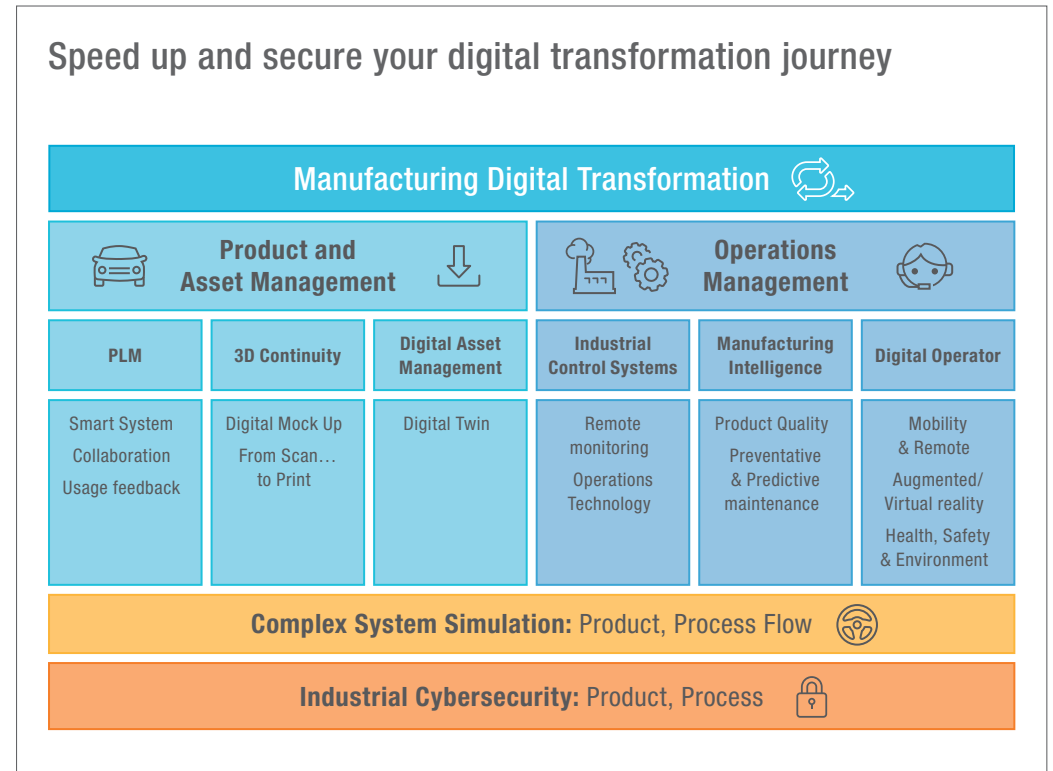 Speed up and secure your digital transformation journey
Manufacturing Digital Transformation
Product and
Asset Management
Operations
Management
PLM
3D Continuity
Digital Asset
Management
Industrial
Control Systems
Manufacturing
Intelligence
Digital Operator
Smart System
Collaboration
Usage feedback
Digital Mock Up
From Scan…
to Print
Digital Twin
Remote
monitoring
Operations
Technology
Product Quality
Preventative
& Predictive
maintenance
Mobility
& Remote
Augmented/
Virtual reality
Health, Safety
& Environment
Complex System Simulation: Product, Process Flow
Industrial Cybersecurity: Product, Process